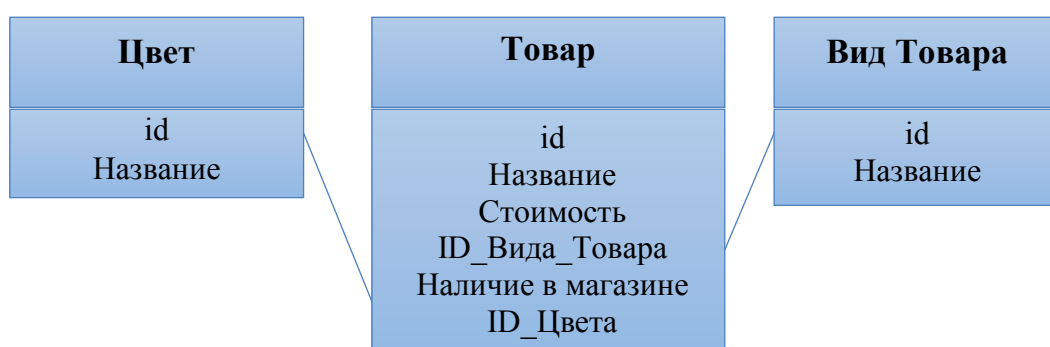 Цвет
id
Название
Товар
id
Название
Стоимость
ID_Вида_Товара
Наличие в магазине
ID_Цвета
Вид Товара
id
Название